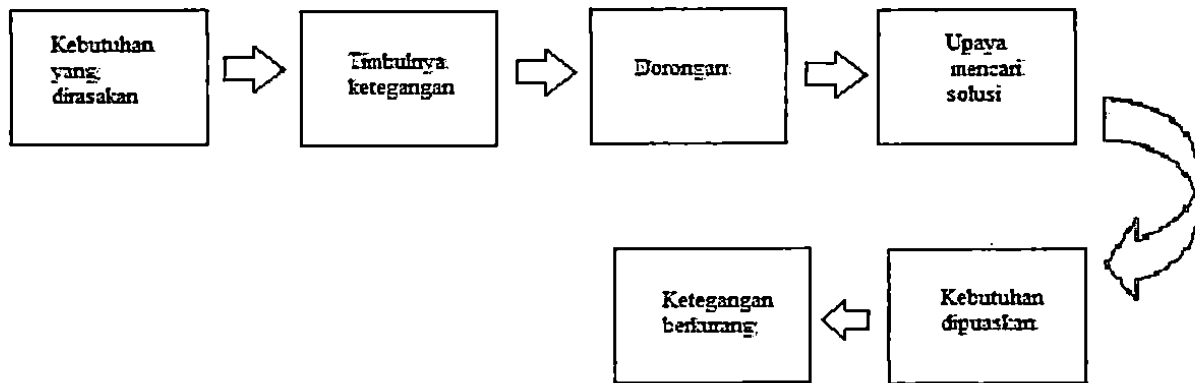 Kebutuhan
yang
dirasakan
Timbulnya
ketegangan
Dorongan
Upaya
mencari
solusi
Kebutuhan
dipuaskan
Ketegangan
berkurang